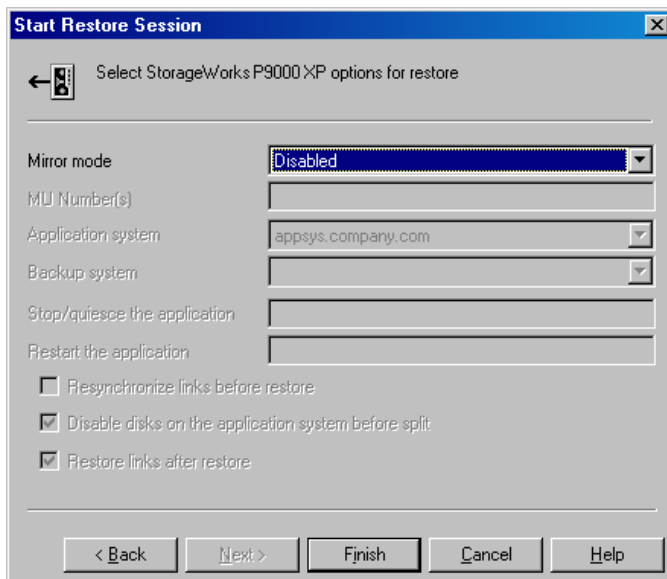 Start Restore Session
Select StorageWorks P9000 XP options for restore
Mirror mode Disabled
MU Number(s)
Application system appsys.company.com
Backup system
Stop/quiesce the application
Restart the application
Resynchronize links before restore
Disable disks on the application system before split
Restore links after restore
< Back Next > Finish Cancel Help